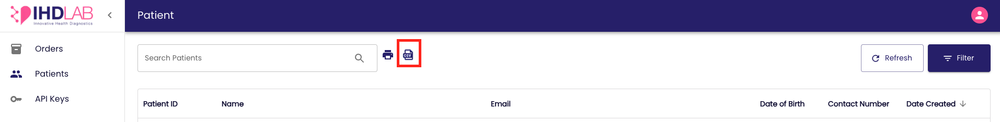 IHDLAB
Innovative Health Diagnostics
Patient
Orders
Patients
API Keys
Search Patients
CSV
Refresh
Filter
Patient ID Name Email Date of Birth Contact Number Date Created